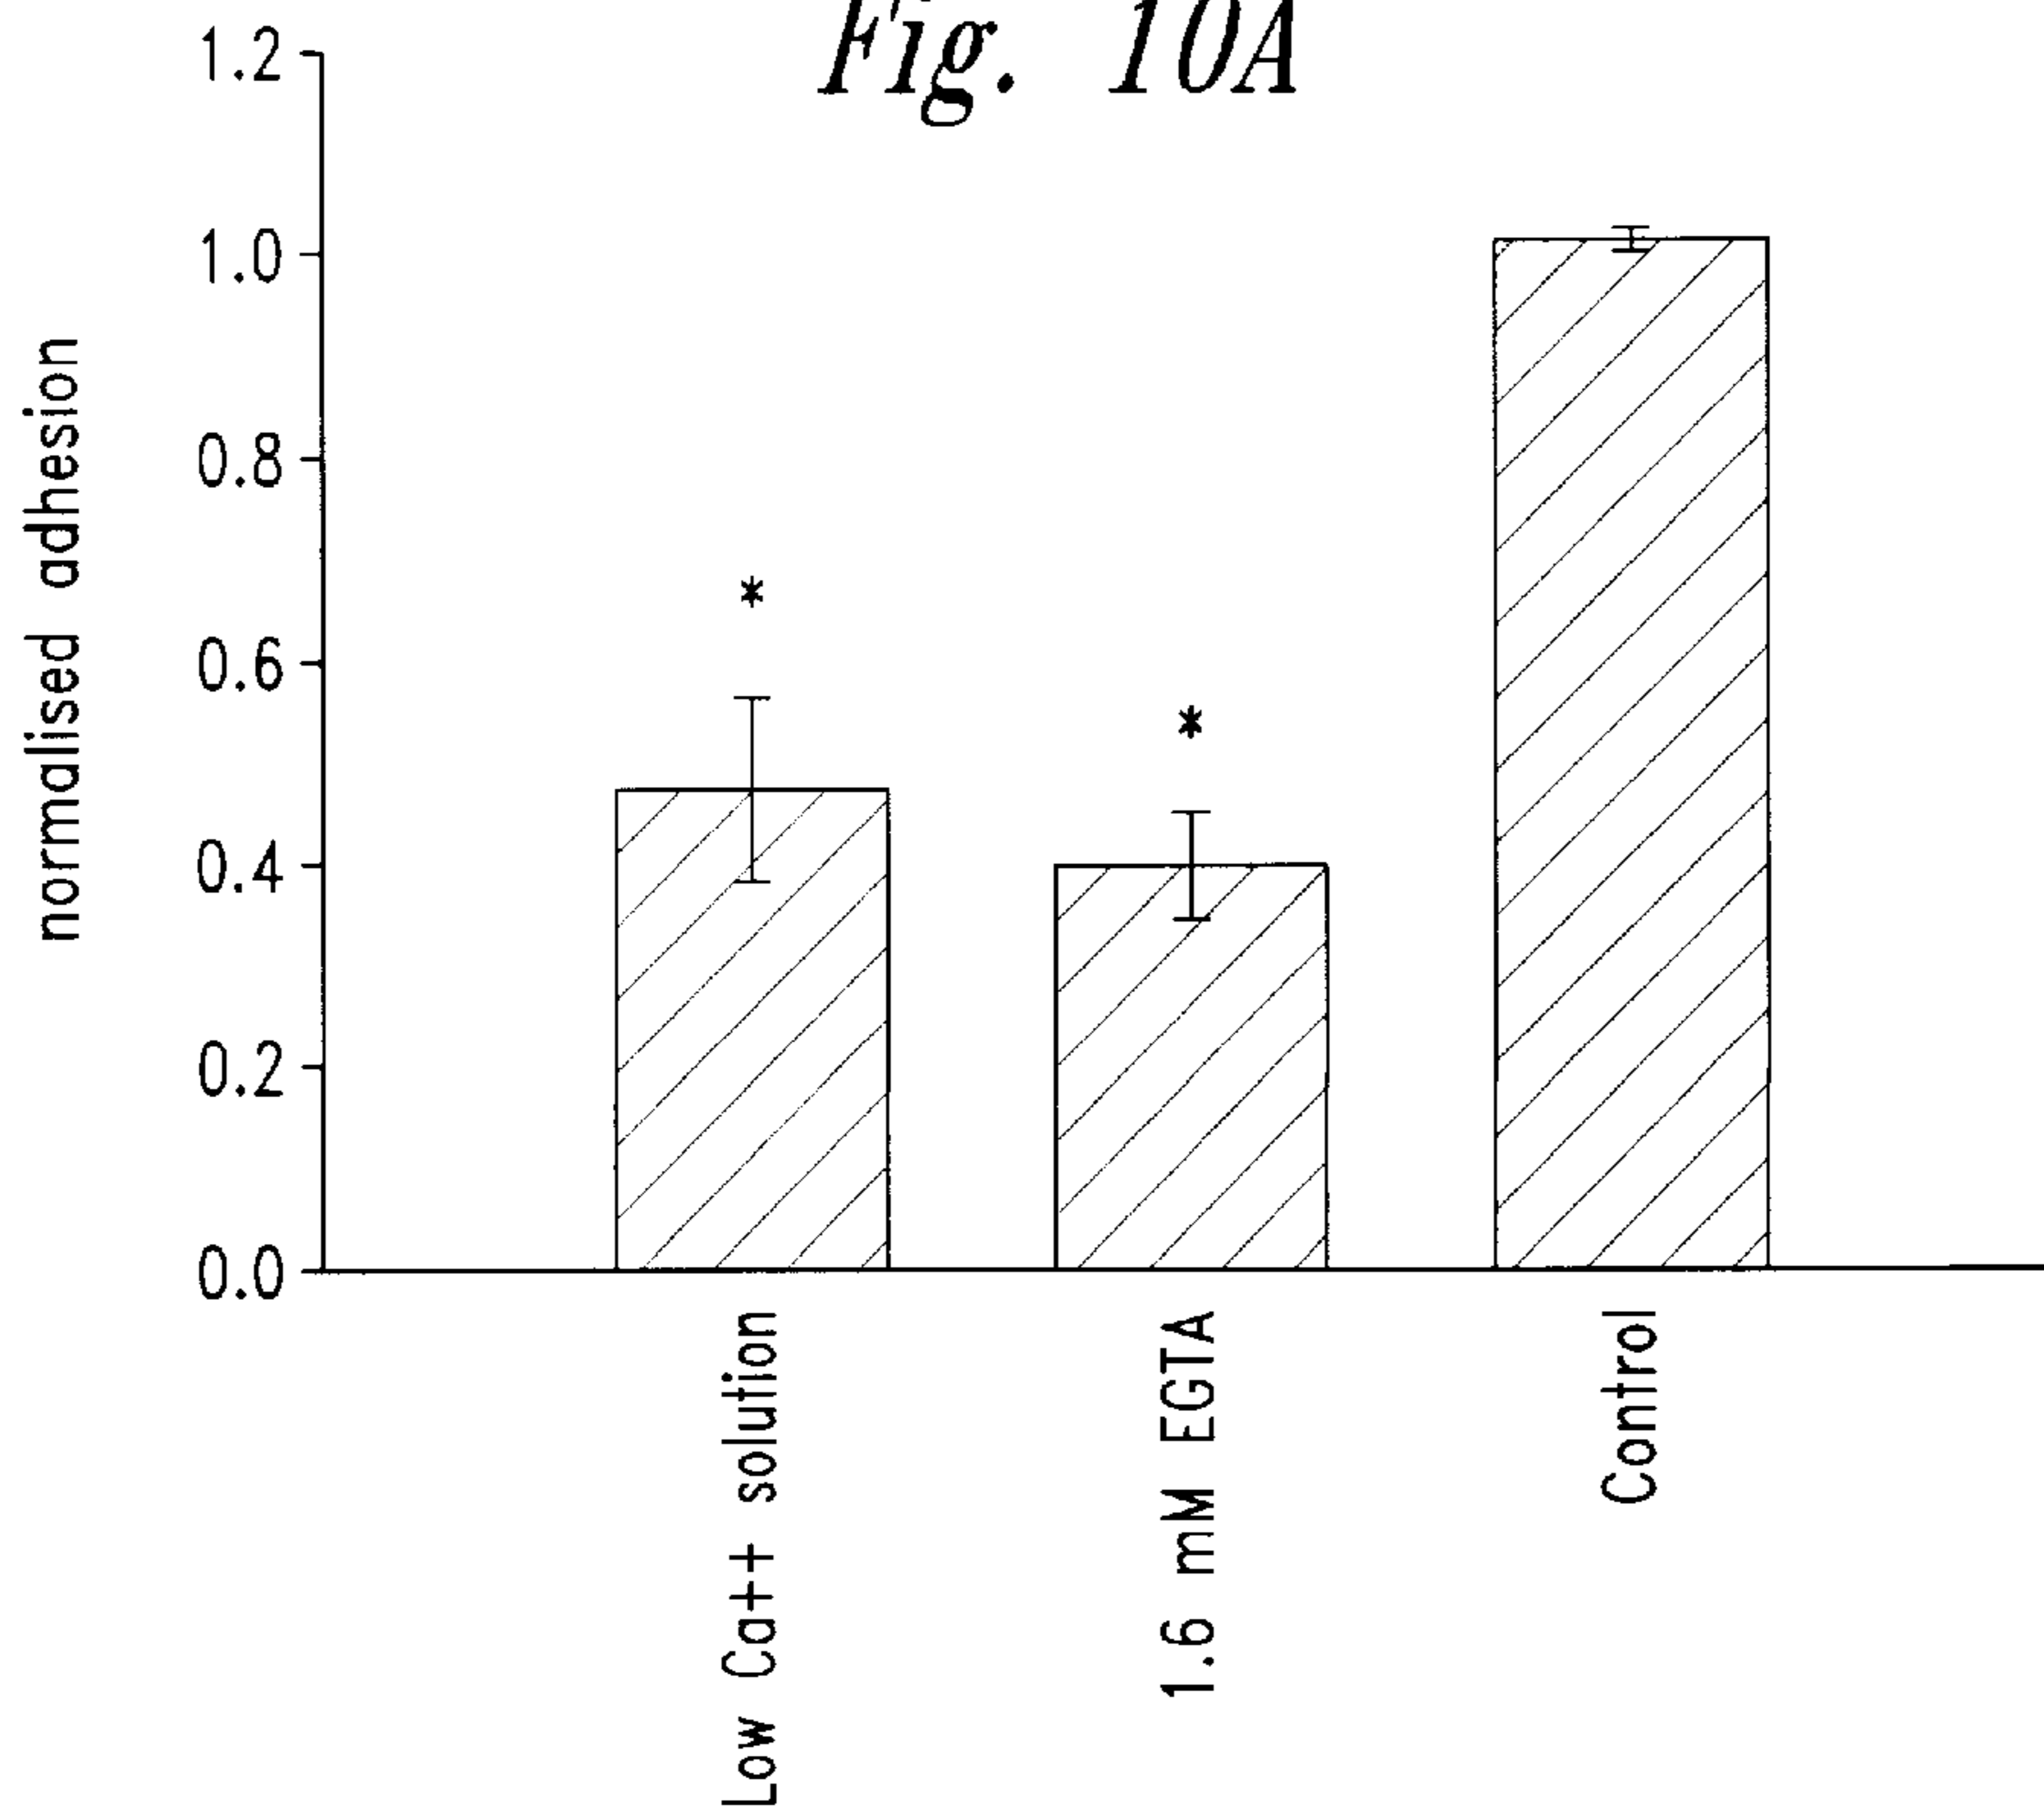 Fig. 10A
1.2
1.0
0.8
0.6
0.4
0.2
0.0
normalised adhesion
*
*
Low Ca++ solution
1.6 mM EGTA
Control